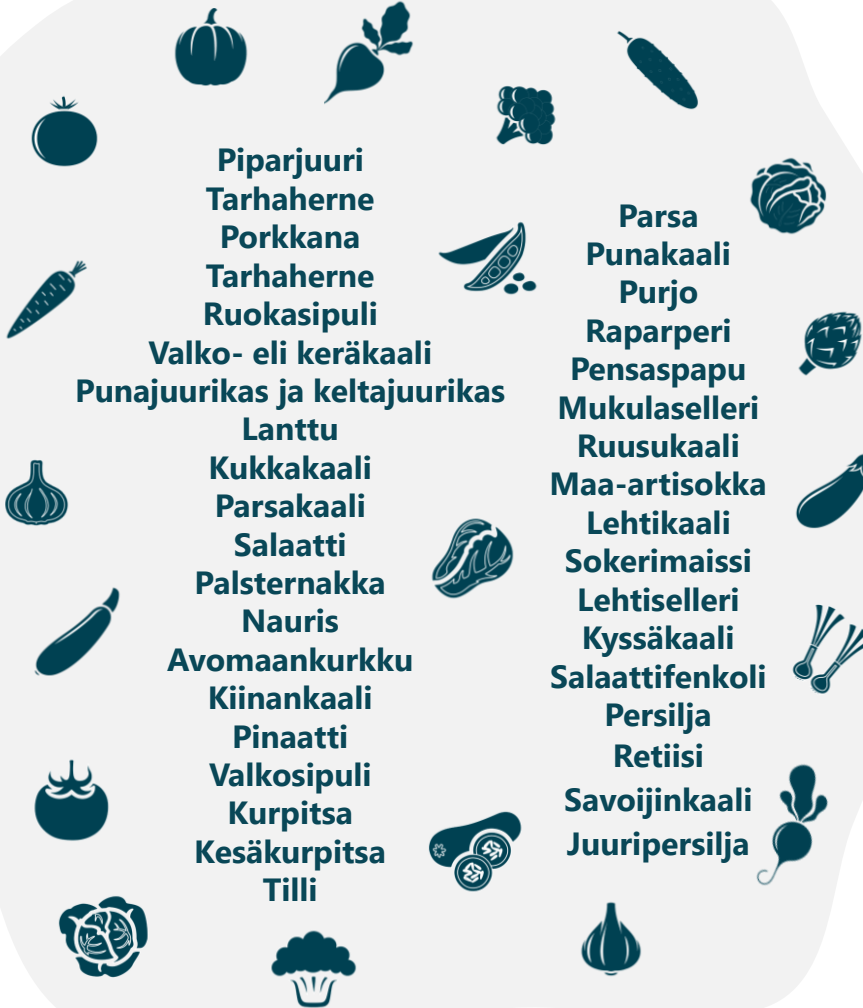 Piparjuuri
Tarhaherne
Porkkana
Tarhaherne
Ruokasipuli
Valko- eli keräkaali
Punajuurikas ja keltajuurikas
Lanttu
Kukkakaali
Parsakaali
Salaatti
Palsternakka
Nauris
Avomaankurkku
Kiinankaali
Pinaatti
Valkosipuli
Kurpitsa
Kesäkurpitsa
Tilli
Parsa
Punakaali
Purjo
Raparperi
Pensaspapu
Mukulaselleri
Ruusukaali
Maa-artisokka
Lehtikaali
Sokerimaissi
Lehtiselleri
Kyssäkaali
Salaattifenkoli
Persilja
Retiisi
Savoijinkaali
Juuripersilja